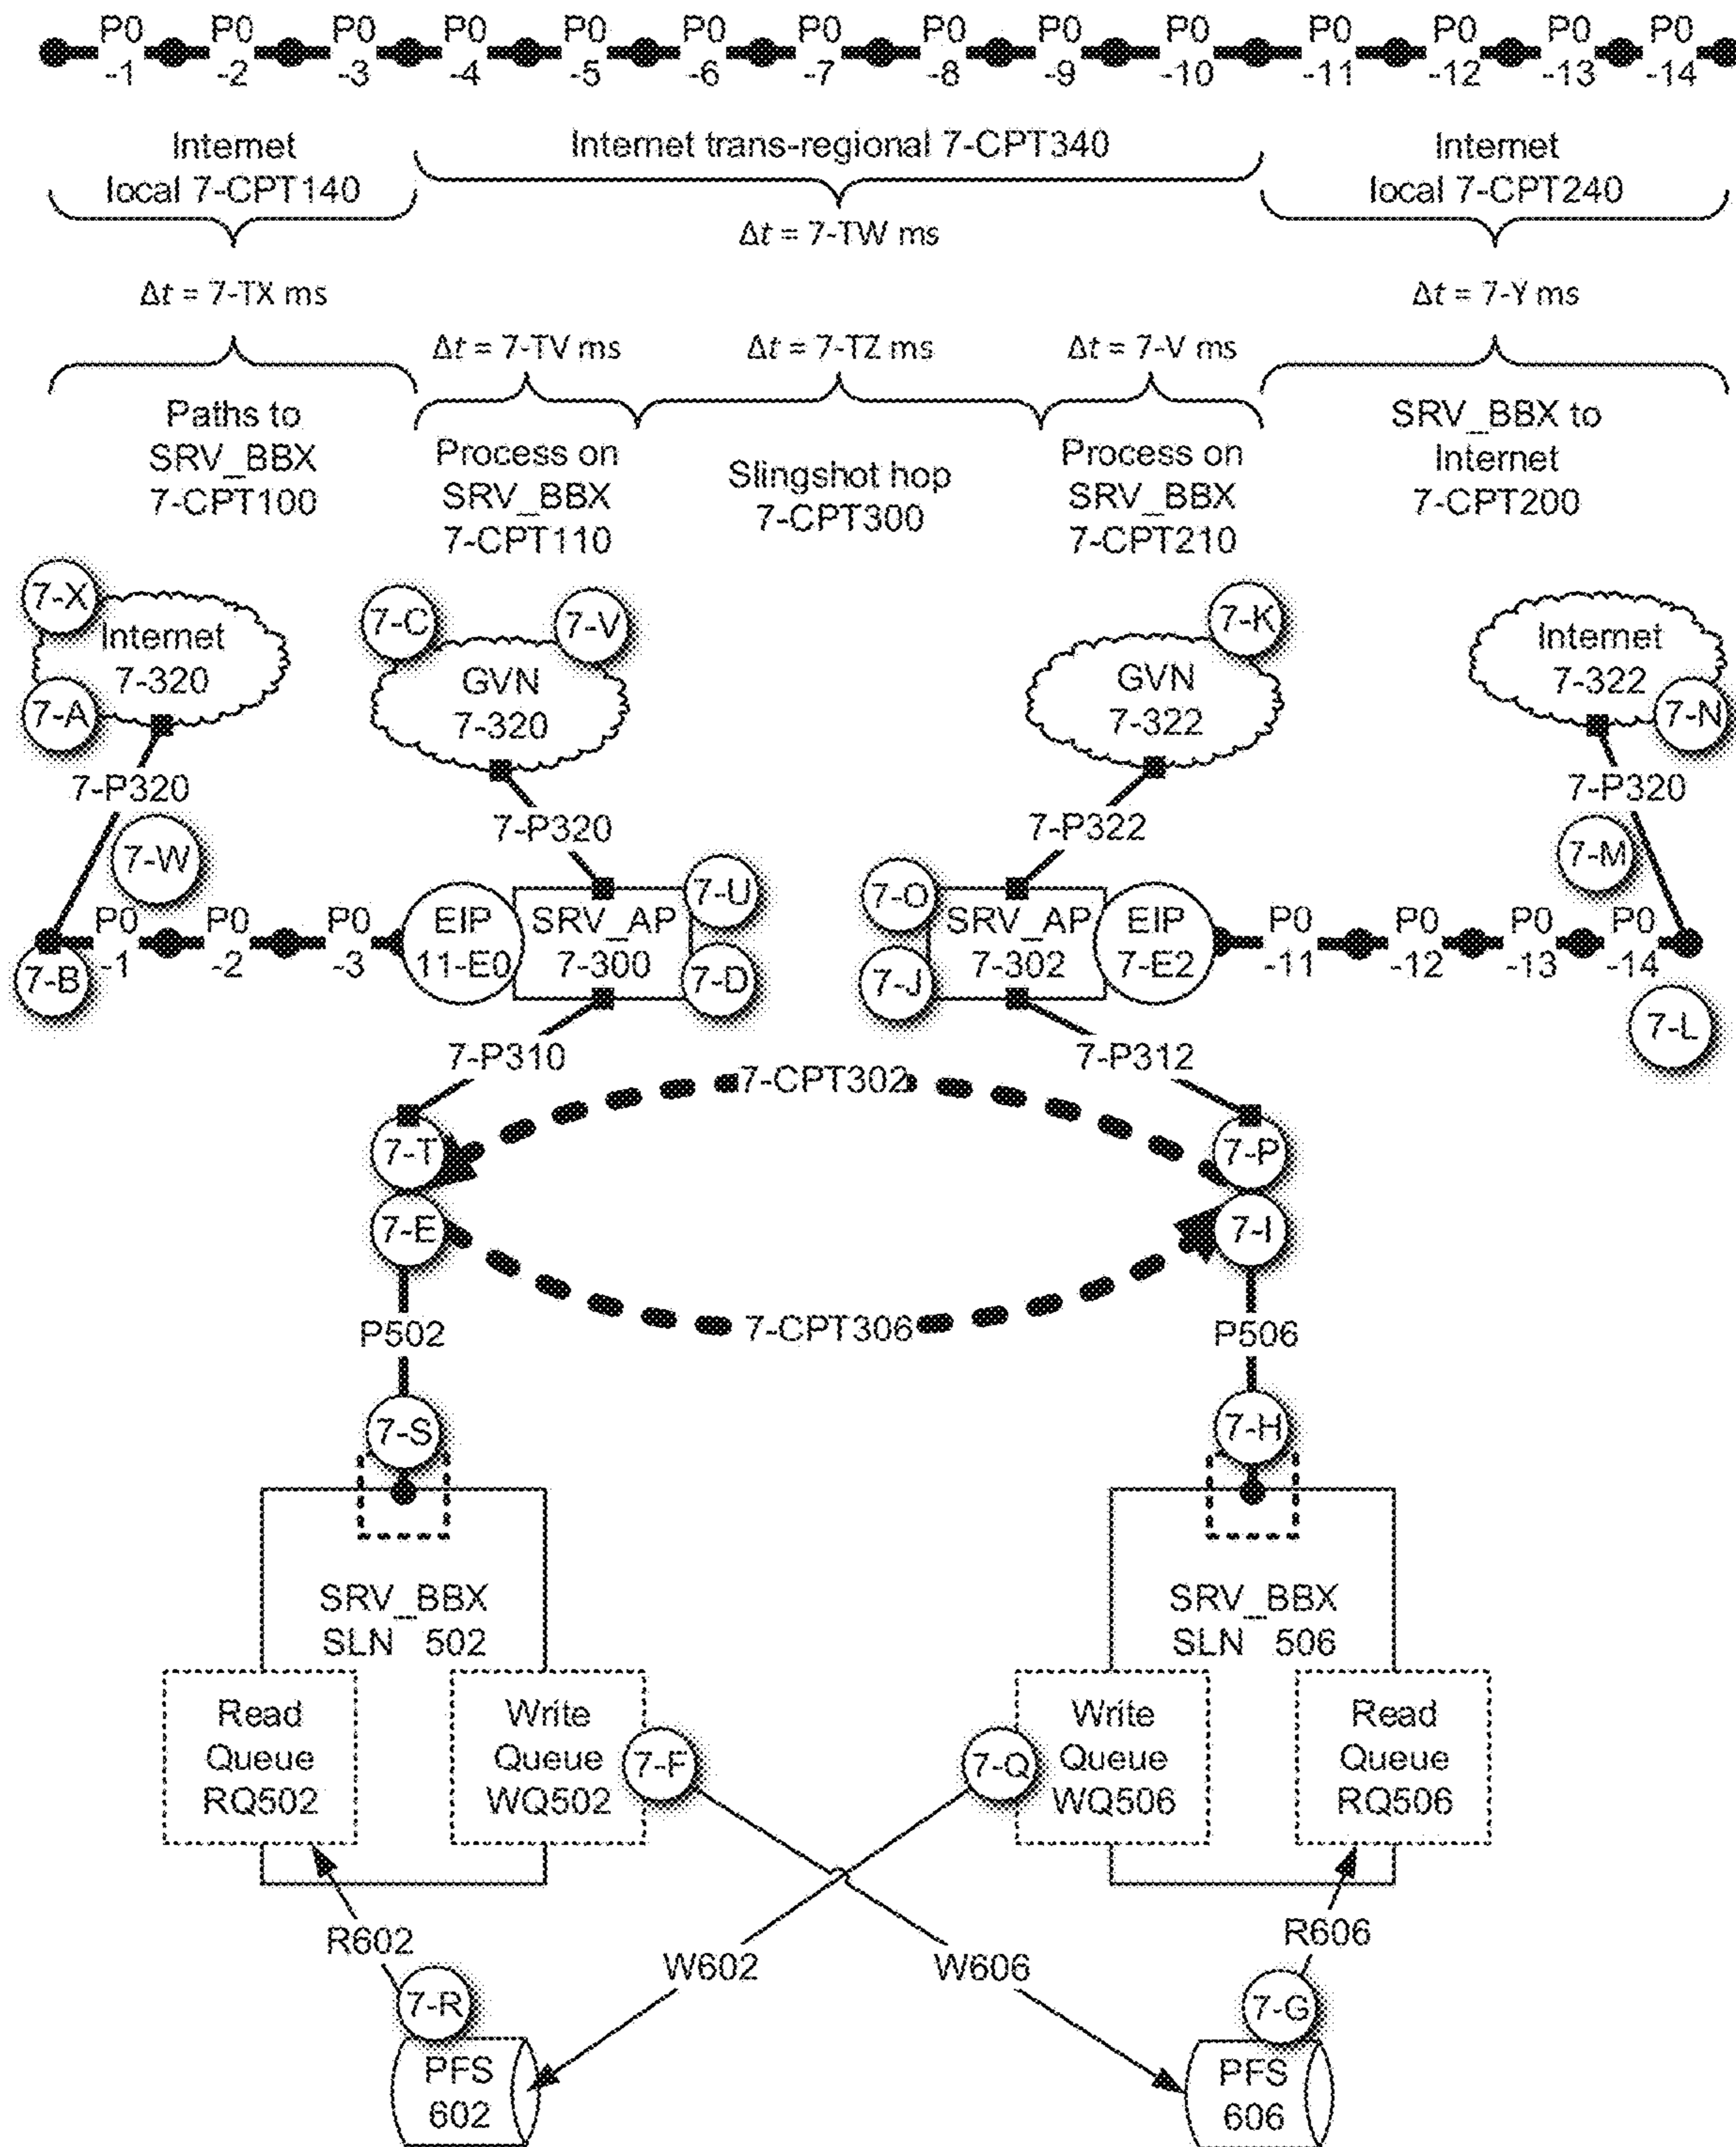 P0 P0 P0 P0 P0 P0 P0 P0 P0 P0 P0 P0 P0 P0
-1 -2 -3 -4 -5 -6 -7 -8 -9 -10 -11 -12 -13 -14
Internet
local 7-CPT140
Internet trans-regional 7-CPT340
Internet
local 7-CPT240
Δt = 7-TW ms
Δt = 7-TX ms
Δt = 7-Y ms
Δt = 7-TV ms
Δt = 7-TZ ms
Δt = 7-V ms
Paths to
SRV_BBX
7-CPT100
Process on
SRV_BBX
7-CPT110
Slingshot hop
7-CPT300
Process on
SRV_BBX
7-CPT210
SRV_BBX to
Internet
7-CPT200
7-X
Internet
7-320
7-A
7-C
7-V
GVN
7-320
7-K
GVN
7-322
Internet
7-322
7-N
7-P320
7-P320
7-P322
7-P320
7-W
7-M
7-B
P0 P0 P0
-1 -2 -3
EIP
11-E0
SRV_AP
7-300
7-U
7-D
7-O
7-J
SRV_AP
7-302
EIP
7-E2
P0 P0 P0 P0
-11 -12 -13 -14
7-L
7-P310
7-P312
7-CPT302
7-T
7-P
7-E
7-I
7-CPT306
P502
P506
7-S
7-H
SRV_BBX
SLN 502
SRV_BBX
SLN 506
Read
Queue
RQ502
Write
Queue
WQ502
7-F
7-Q
Write
Queue
WQ506
Read
Queue
RQ506
R602
W602
W606
R606
7-R
7-G
PFS
602
PFS
606